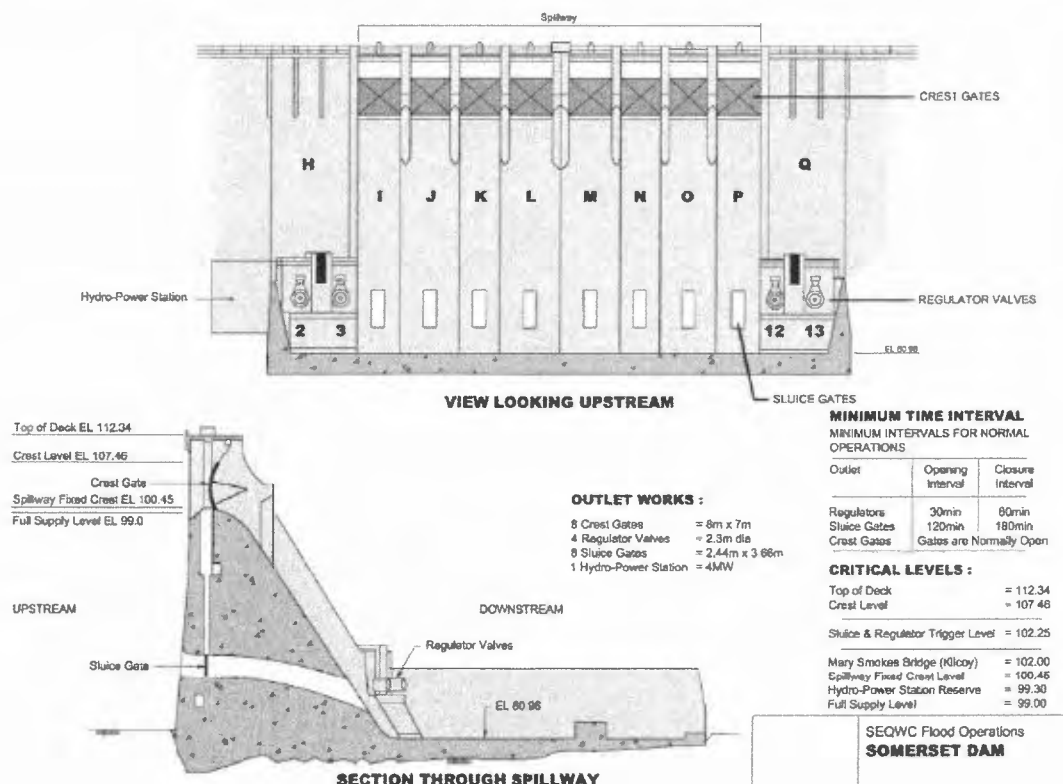 Spillway
CREST GATES
H
Q
I J K L M N O P
Hydro-Power Station
REGULATOR VALVES
2 3
12 13
EL 60.96
VIEW LOOKING UPSTREAM
SLUICE GATES
Top of Deck EL 112.34
Crest Level EL 107.46
Crest Gate
Spillway Fixed Crest EL 100.45
Full Supply Level EL 99.0
UPSTREAM
DOWNSTREAM
Sluice Gate
Regulator Valves
EL 60.96
SECTION THROUGH SPILLWAY
OUTLET WORKS :
8 Crest Gates = 8m x 7m
4 Regulator Valves = 2.3m dia
8 Sluice Gates = 2.44m x 3.66m
1 Hydro-Power Station = 4MW
MINIMUM TIME INTERVAL
MINIMUM INTERVALS FOR NORMAL
OPERATIONS
Outlet Opening Interval Closure Interval
Regulators 30min 60min
Sluice Gates 120min 180min
Crest Gates Gates are Normally Open
CRITICAL LEVELS :
Top of Deck = 112.34
Crest Level = 107.46
Sluice & Regulator Trigger Level = 102.25
Mary Smokes Bridge (Kilcoy) = 102.00
Spillway Fixed Crest Level = 100.45
Hydro-Power Station Reserve = 99.30
Full Supply Level = 99.00
SEQWC Flood Operations
SOMERSET DAM